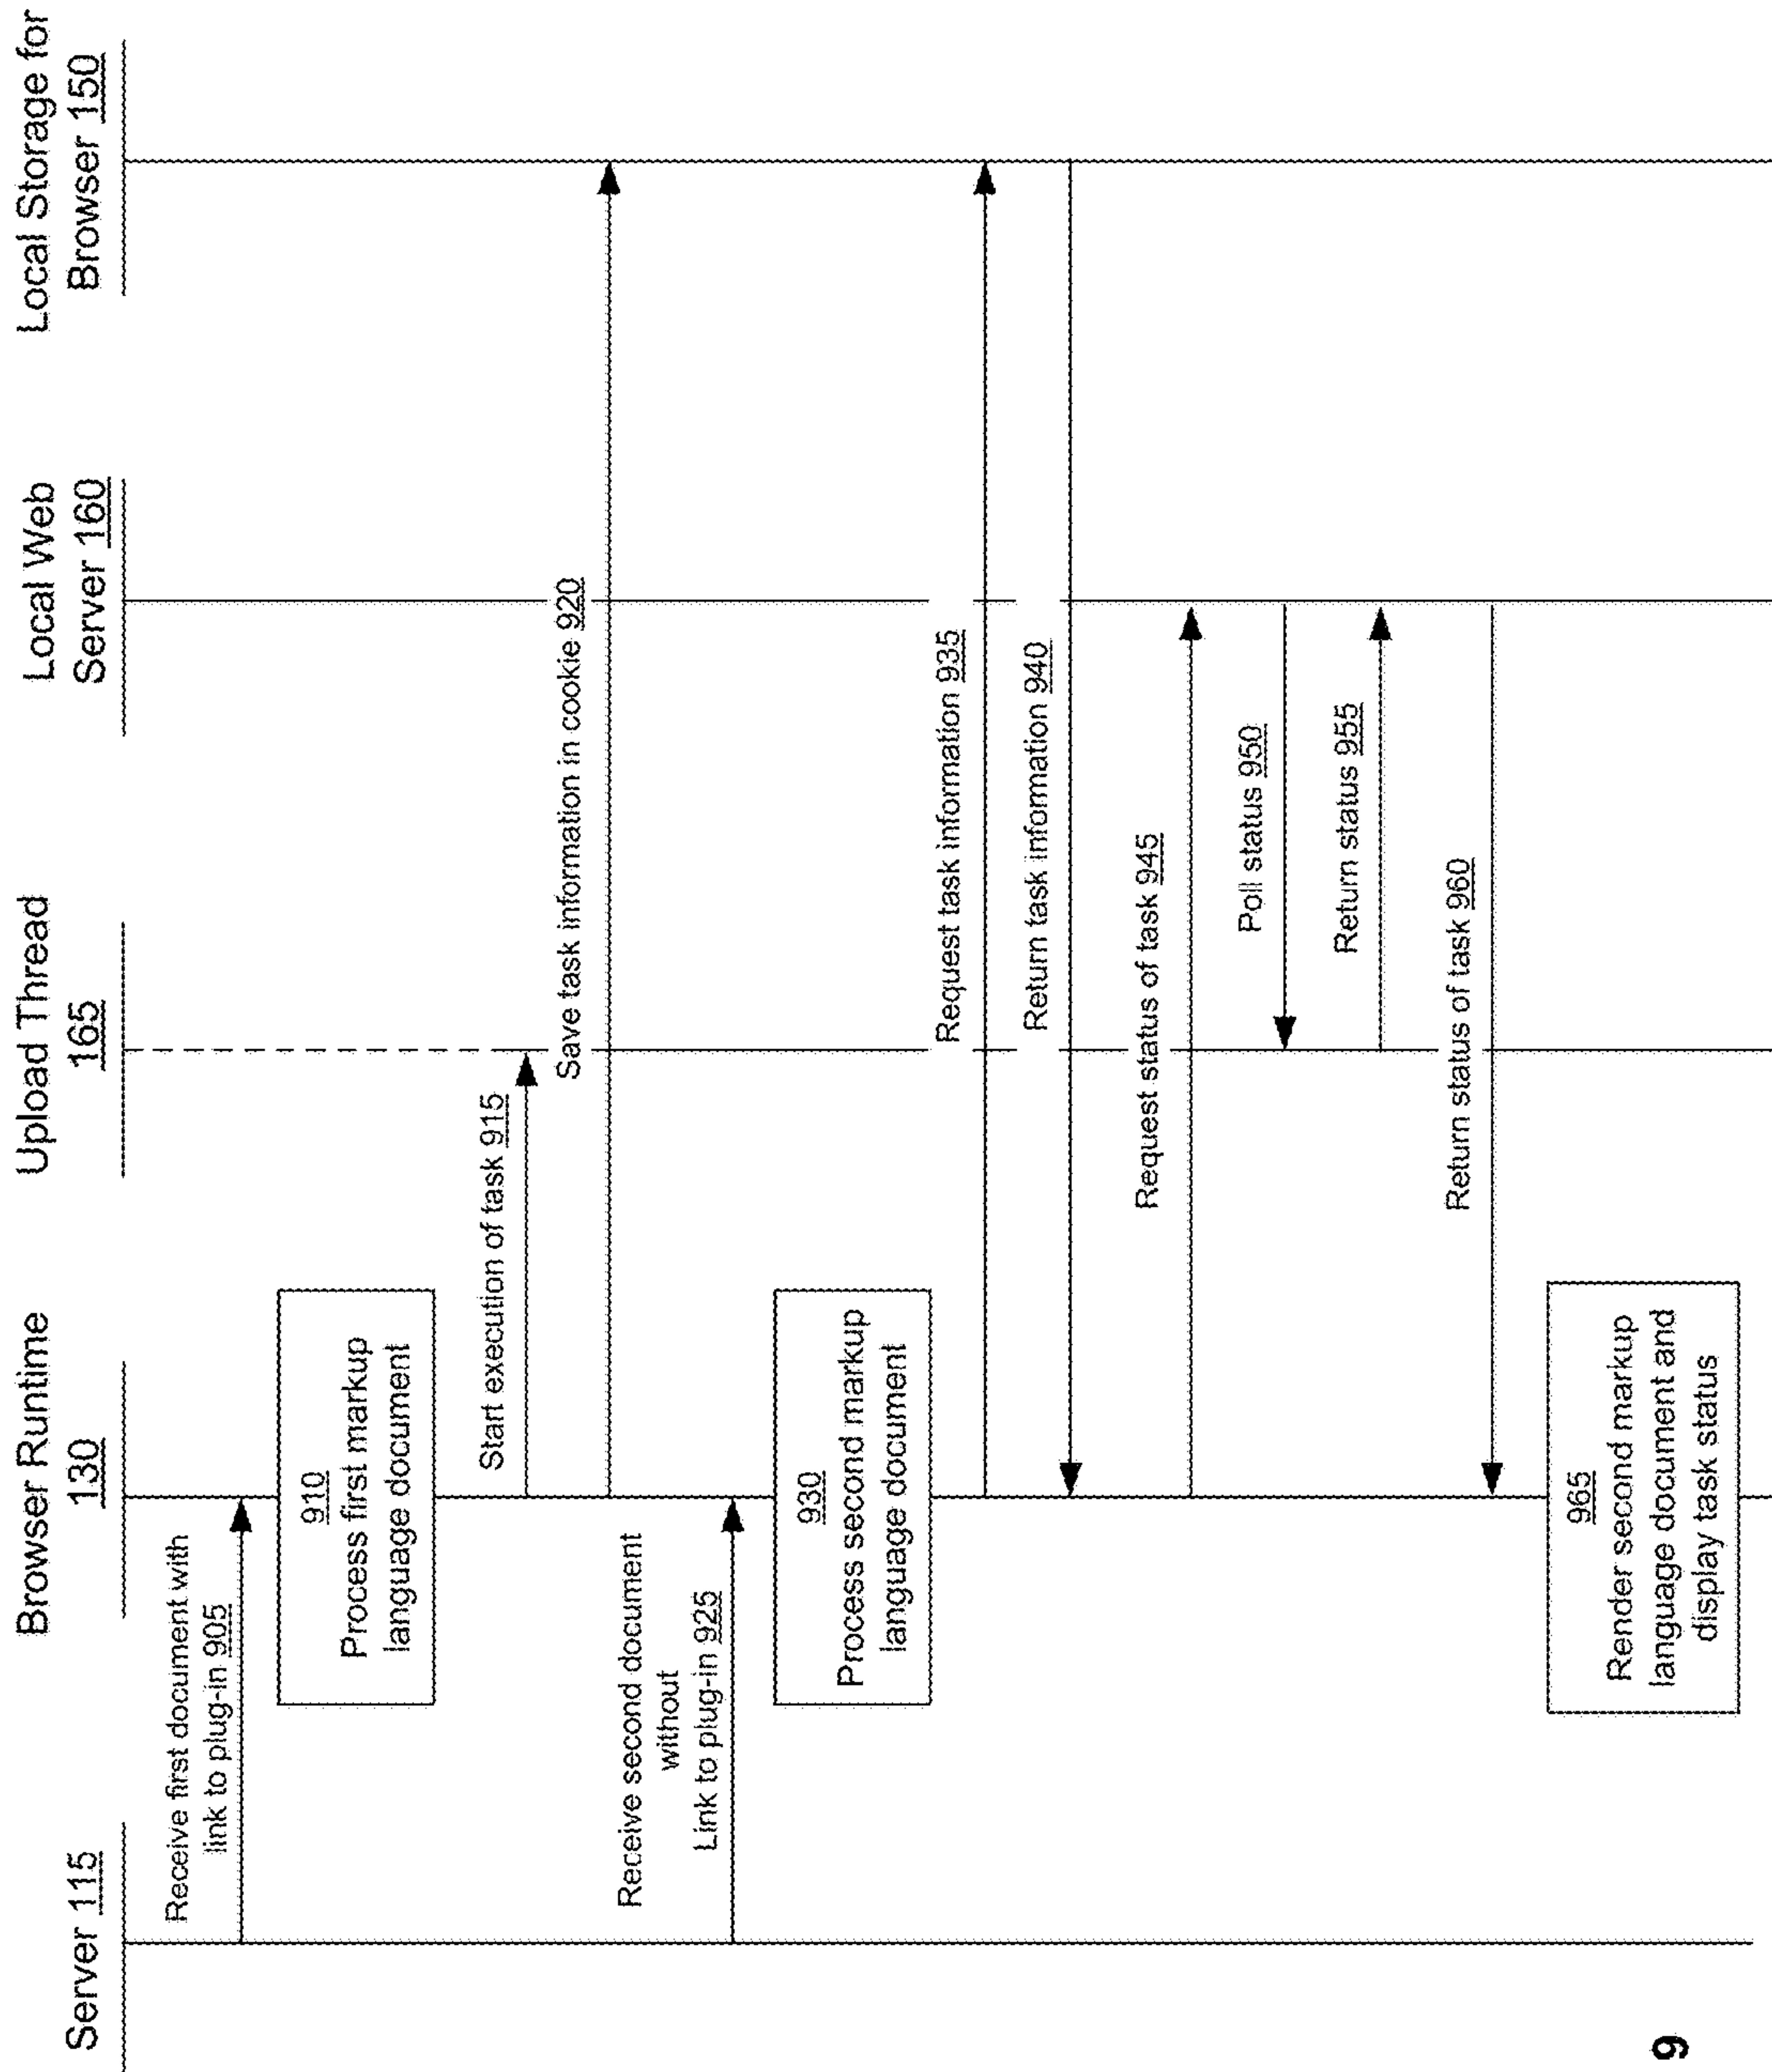 Server 115
Browser Runtime
130
Upload Thread
165
Local Web
Server 160
Local Storage for
Browser 150
Receive first document with
link to plug-in 905
910
Process first markup
language document
Start execution of task 915
Save task information in cookie 920
Receive second document
without
Link to plug-in 925
930
Process second markup
language document
Request task information 935
Return task information 940
Request status of task 945
Poll status 950
Return status 955
Return status of task 960
965
Render second markup
language document and
display task status
9